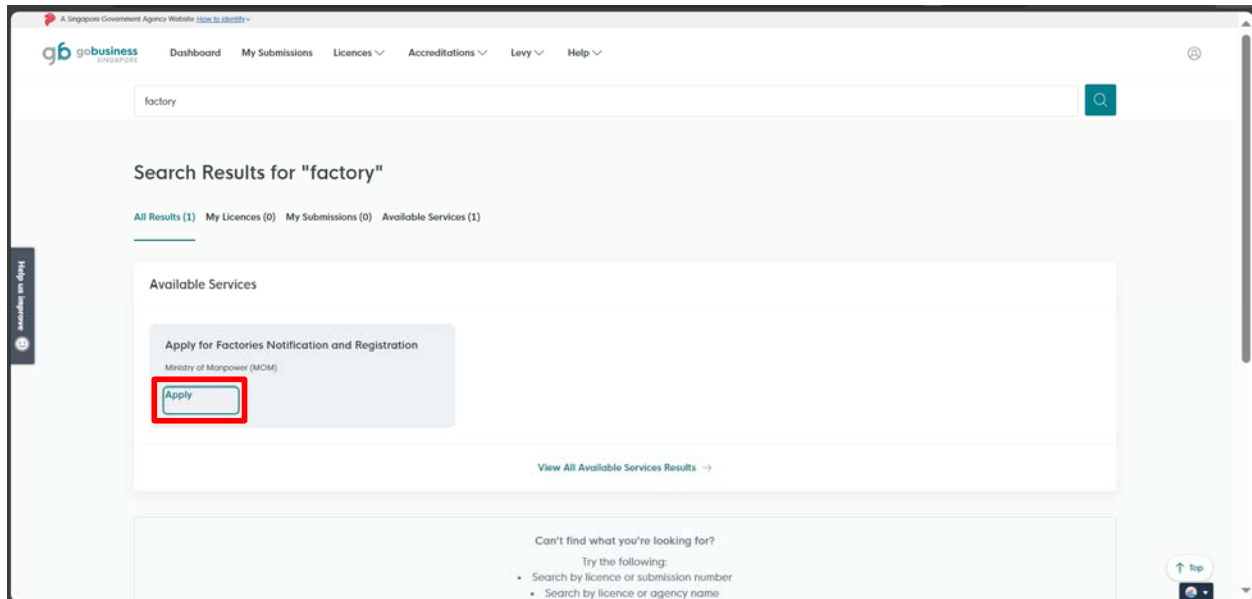 A Singapore Government Agency Website How to identify
gobusiness
SINGAPORE
Dashboard My Submissions Licences Accreditations Levy Help
factory
Search Results for "factory"
All Results (1) My Licences (0) My Submissions (0) Available Services (1)
Help us improve
Available Services
Apply for Factories Notification and Registration
Ministry of Manpower (MOM)
Apply
View All Available Services Results →
Can't find what you're looking for?
Try the following:
• Search by licence or submission number
• Search by licence or agency name
↑ Top